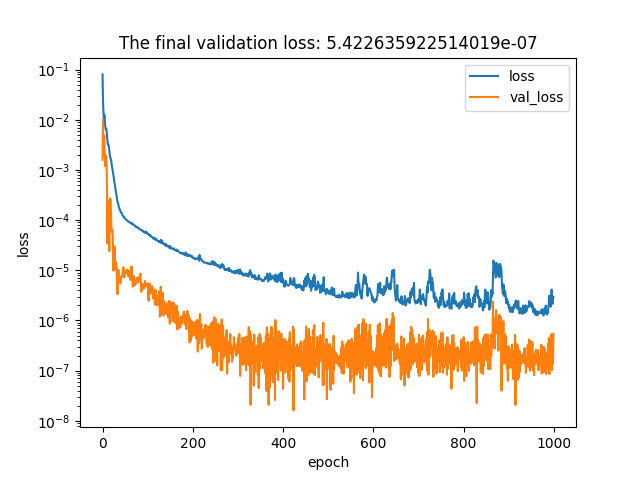 The final validation loss: 5.422635922514019e-07
loss
val_loss
10⁻¹
10⁻²
10⁻³
10⁻⁴
10⁻⁵
10⁻⁶
10⁻⁷
10⁻⁸
loss
0 200 400 600 800 1000
epoch